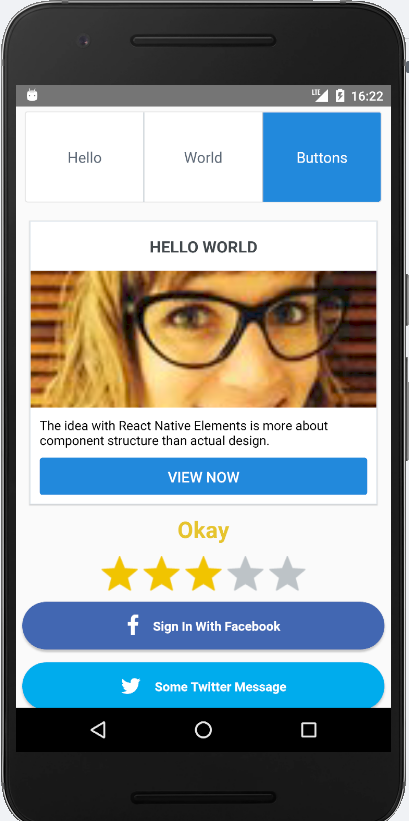 LTE 16:22
Hello World Buttons
HELLO WORLD
The idea with React Native Elements is more about
component structure than actual design.
VIEW NOW
Okay
Sign In With Facebook
Some Twitter Message